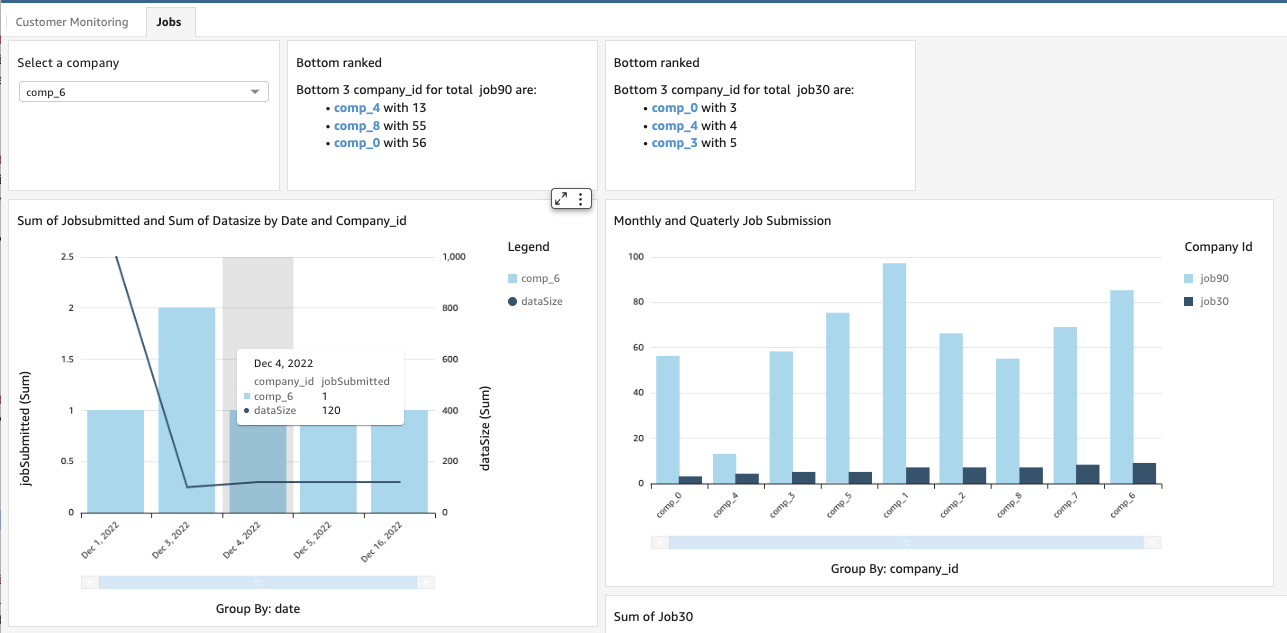 Customer Monitoring
Jobs
Select a company
comp_6
Bottom ranked
Bottom 3 company_id for total job90 are:
• comp_4 with 13
• comp_8 with 55
• comp_0 with 56
Bottom ranked
Bottom 3 company_id for total job30 are:
• comp_0 with 3
• comp_4 with 4
• comp_3 with 5
Sum of Jobsubmitted and Sum of Datasize by Date and Company_id
jobSubmitted (Sum)
2.5
2
1.5
1
0.5
0
1,000
800
600
400
200
0
dataSize (Sum)
Legend
comp_6
dataSize
Dec 4, 2022
company_id jobSubmitted
comp_6 1
dataSize 120
Dec 1, 2022
Dec 3, 2022
Dec 4, 2022
Dec 5, 2022
Dec 16, 2022
Group By: date
Monthly and Quaterly Job Submission
100
80
60
40
20
0
comp_0
comp_4
comp_3
comp_5
comp_1
comp_2
comp_8
comp_7
comp_6
Group By: company_id
Company Id
job90
job30
Sum of Job30